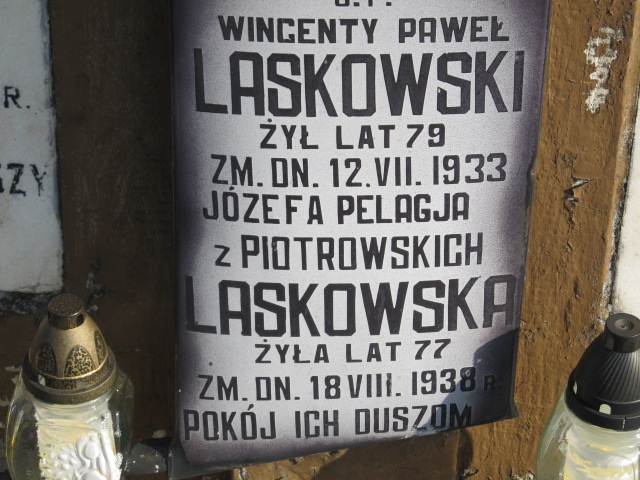 Ś.P.
WINCENTY PAWEŁ
LASKOWSKI
ŻYŁ LAT 79
ZM. DN. 12.VII. 1933
JÓZEFA PELAGJA
z PIOTROWSKICH
LASKOWSKA
ŻYŁA LAT 77
ZM. DN. 18 VIII. 1938 R.
POKÓJ ICH DUSZOM
R.